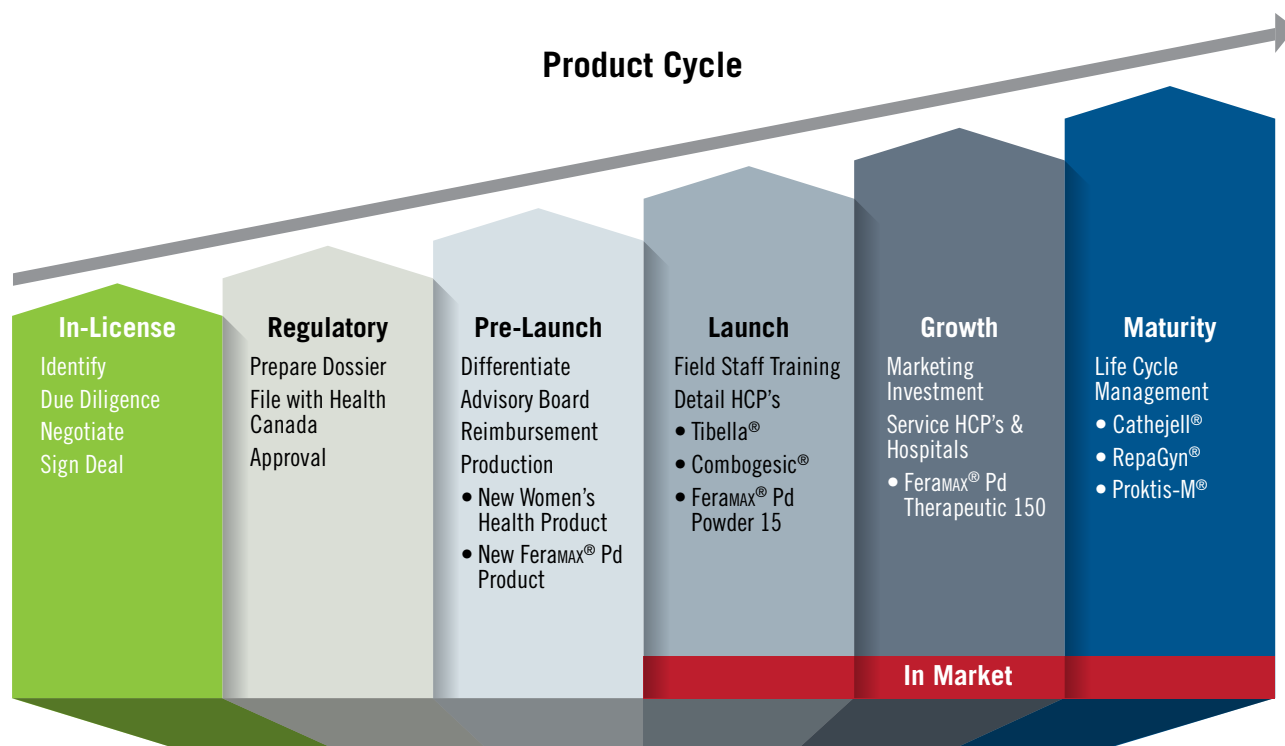 Product Cycle
In-License
Identify
Due Diligence
Negotiate
Sign Deal
Regulatory
Prepare Dossier
File with Health
Canada
Approval
Pre-Launch
Differentiate
Advisory Board
Reimbursement
Production
• New Women's
Health Product
• New FeraMAX® Pd
Product
Launch
Field Staff Training
Detail HCP's
• Tibella®
• Combogesic®
• FeraMAX® Pd
Powder 15
Growth
Marketing
Investment
Service HCP's &
Hospitals
• FeraMAX® Pd
Therapeutic 150
Maturity
Life Cycle
Management
• Cathejell®
• RepaGyn®
• Proktis-M®
In Market